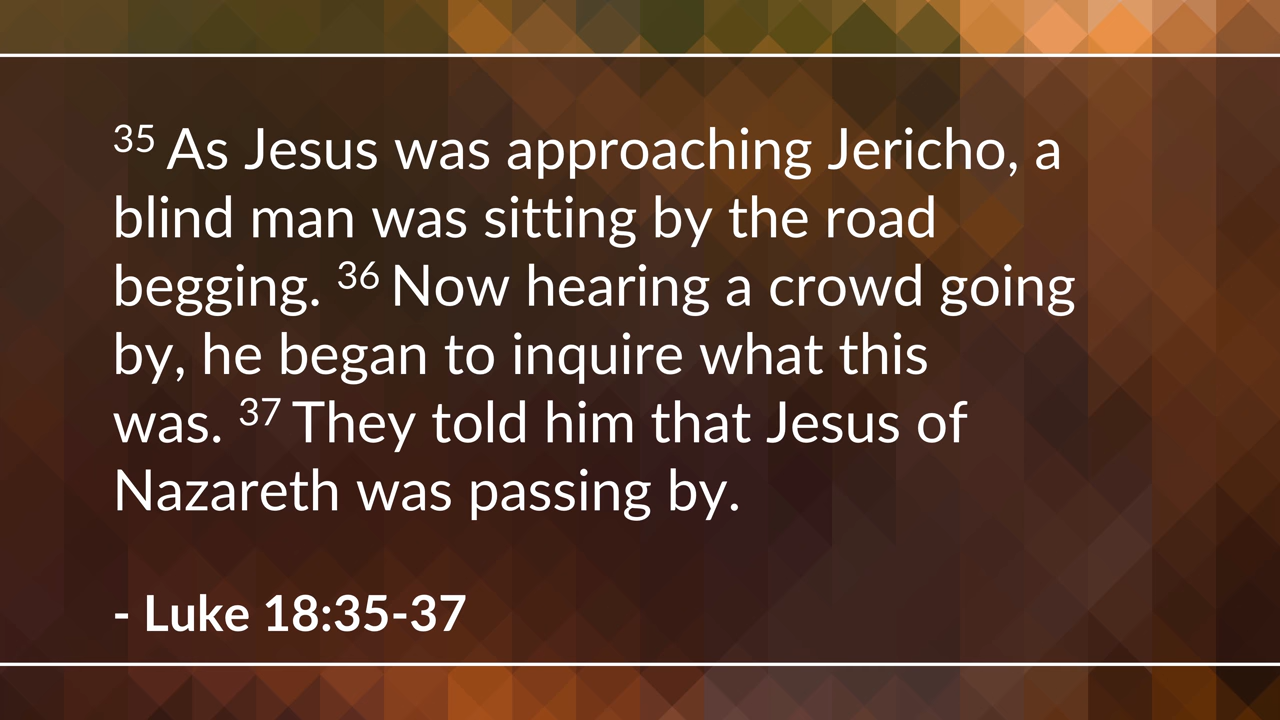 35 As Jesus was approaching Jericho, a
blind man was sitting by the road
begging. 36 Now hearing a crowd going
by, he began to inquire what this
was. 37 They told him that Jesus of
Nazareth was passing by.
- Luke 18:35-37